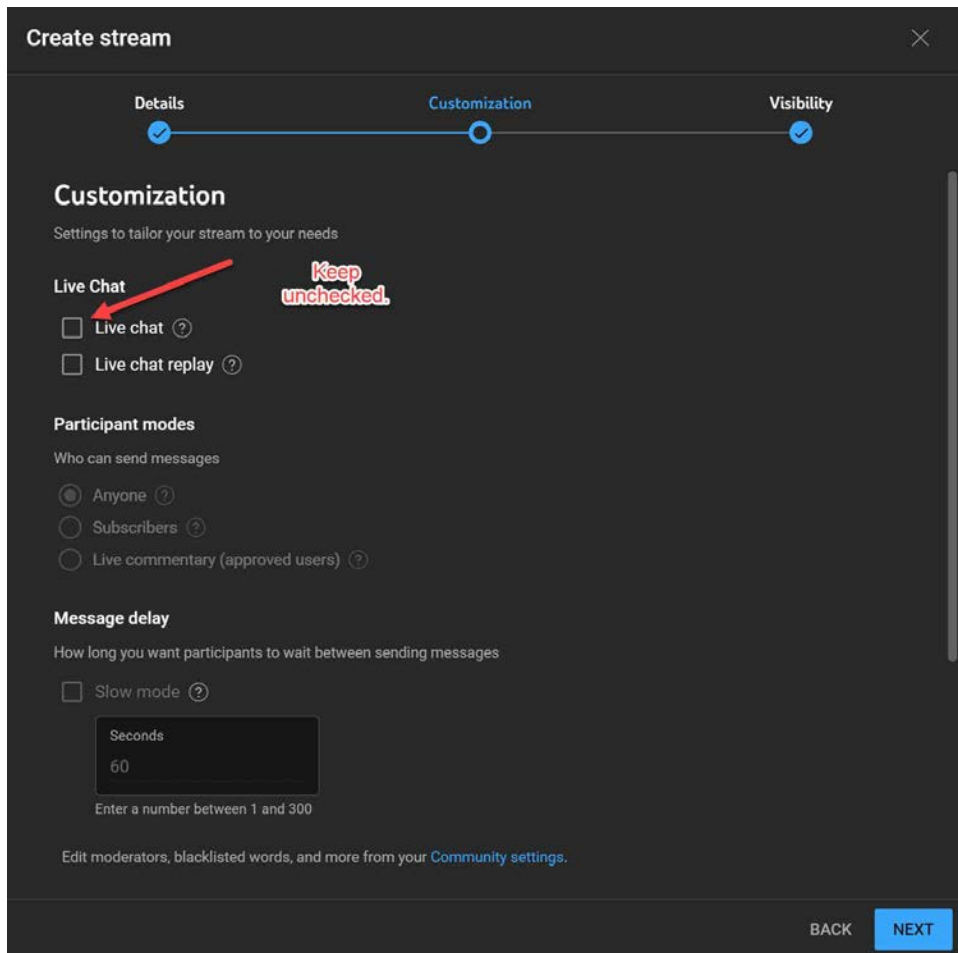 Create stream
Details
Customization
Visibility
Customization
Settings to tailor your stream to your needs
Keep
unchecked.
Live Chat
Live chat ?
Live chat replay ?
Participant modes
Who can send messages
Anyone ?
Subscribers ?
Live commentary (approved users) ?
Message delay
How long you want participants to wait between sending messages
Slow mode ?
Seconds
60
Enter a number between 1 and 300
Edit moderators, blacklisted words, and more from your Community settings.
BACK
NEXT